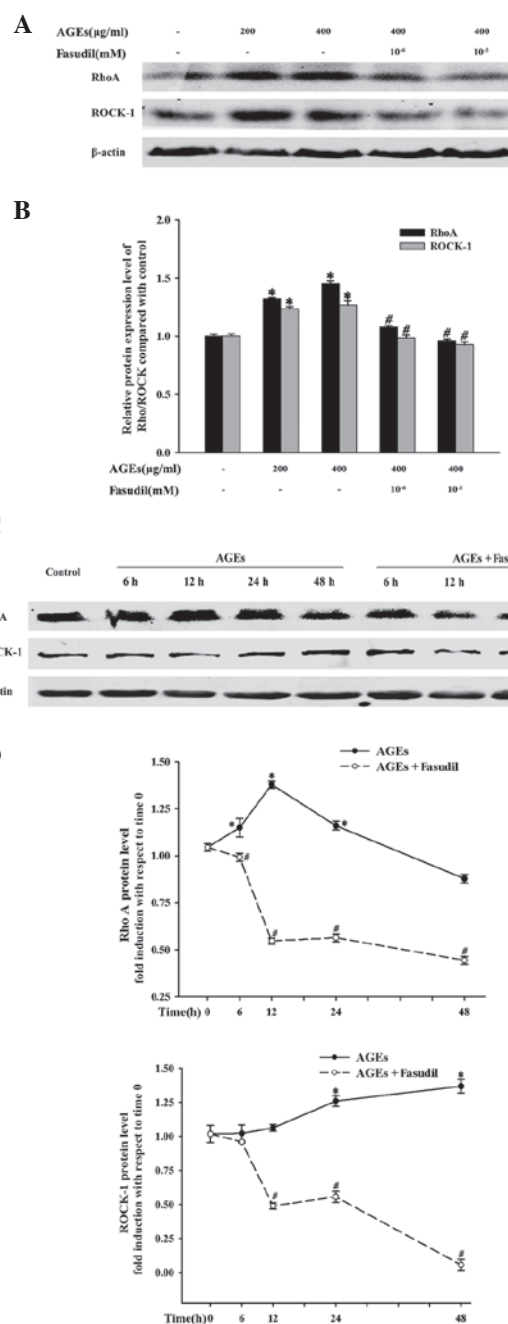 A
AGEs(μg/ml) - 200 400 400 400
Fasudil(mM) - - - 10⁻⁶ 10⁻⁵
RhoA
ROCK-1
β-actin
B
Relative protein expression level of
Rho/ROCK compared with control
2.0
1.5
1.0
0.5
0.0
RhoA
ROCK-1
* * * * # # # #
AGEs(μg/ml) - 200 400 400 400
Fasudil(mM) - - - 10⁻⁶ 10⁻⁵
AGEs AGEs + Fas
Control 6 h 12 h 24 h 48 h 6 h 12 h
A
CK-1
tin
AGEs
AGEs + Fasudil
Rho A protein level
fold induction with respect to time 0
1.50
1.25
1.00
0.75
0.50
0.25
* * * # # # #
Time(h) 0 6 12 24 48
AGEs
AGEs + Fasudil
ROCK-1 protein level
fold induction with respect to time 0
1.50
1.25
1.00
0.75
0.50
0.25
0.00
* * # # #
Time(h) 0 6 12 24 48